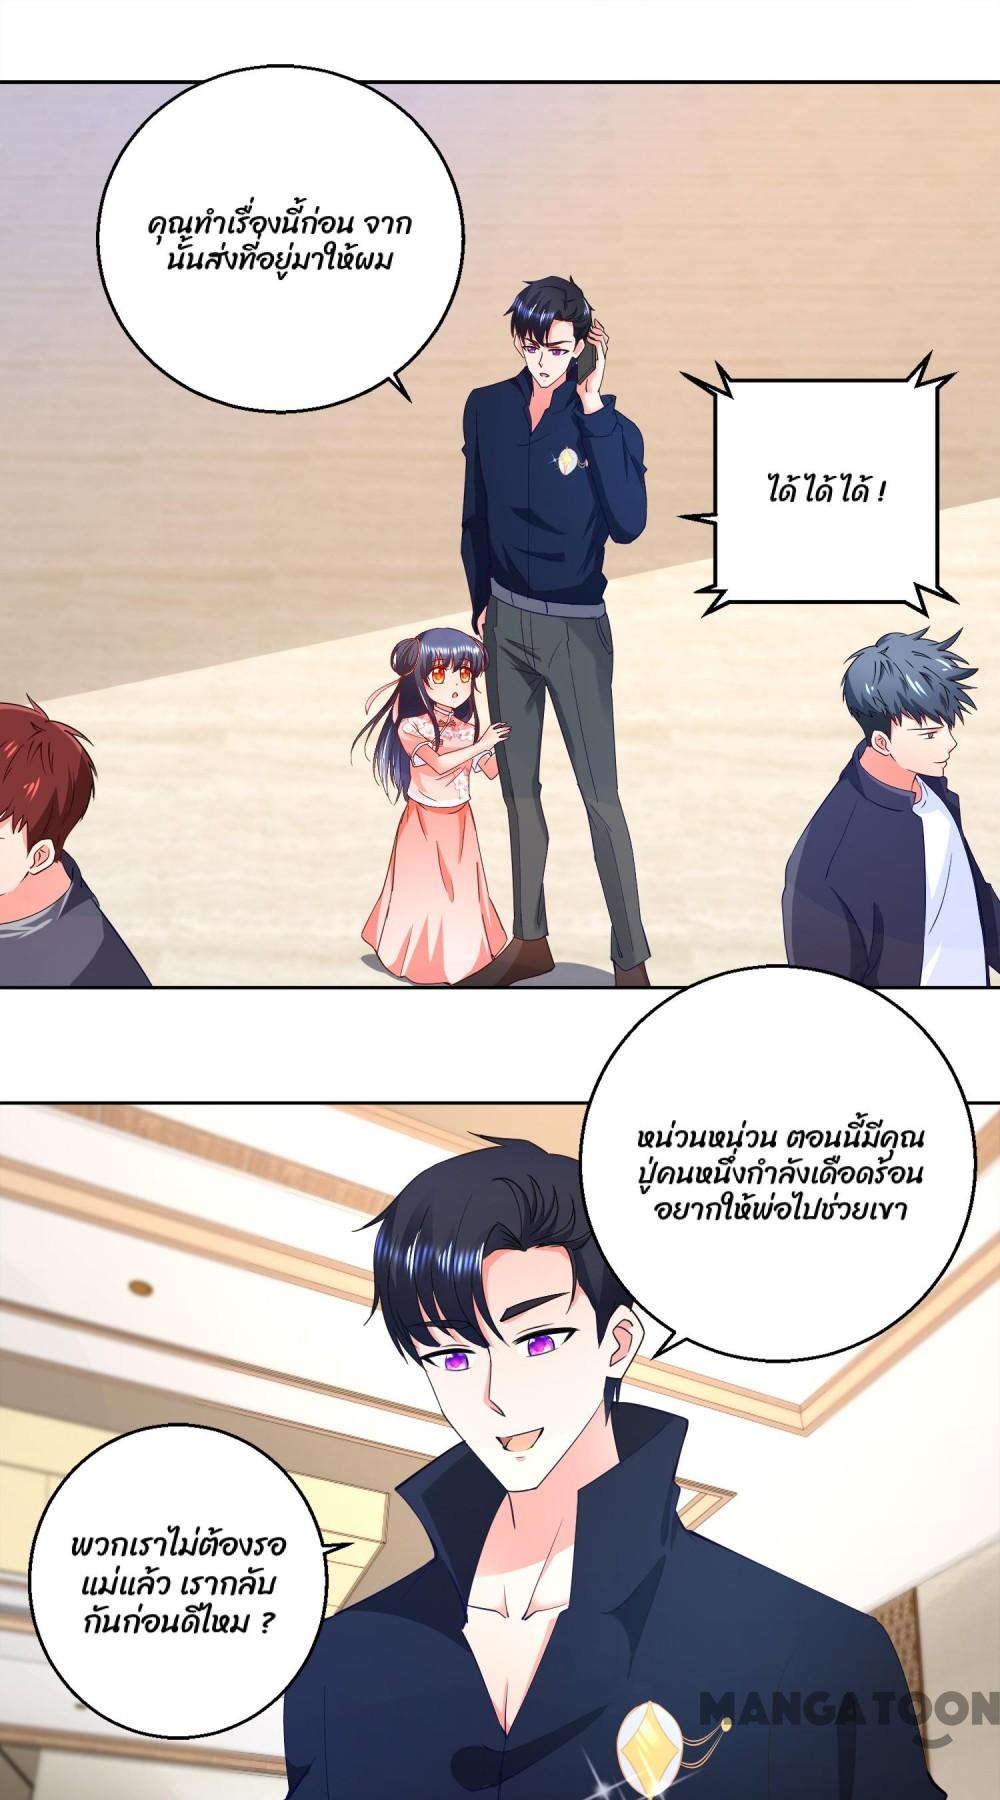 คุณทำเรื่องนี้ก่อน จาก
นั้นส่งที่อยู่มาให้ผม
ได้ ได้ ได้ !
หน่วนหน่วน ตอนนี้มีคุณ
ปู่คนหนึ่งกำลังเดือดร้อน
อยากให้พ่อไปช่วยเขา
พวกเราไม่ต้องรอ
แม่แล้ว เรากลับ
กันก่อนดีไหม ?
MANGATOON